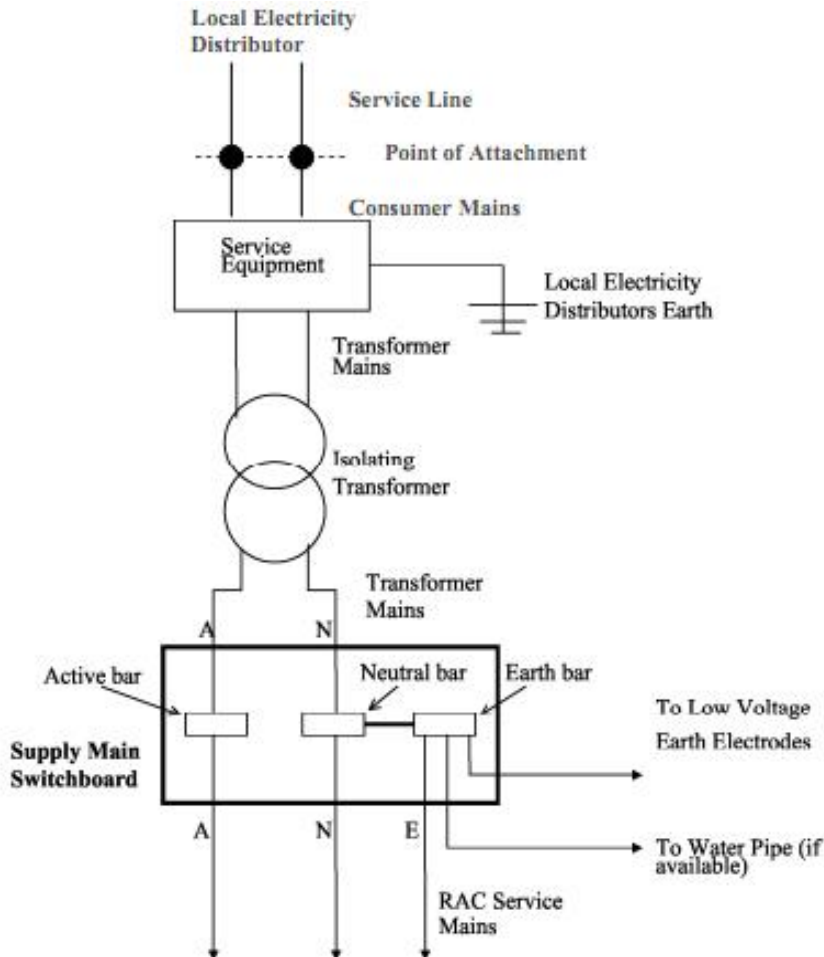 Local Electricity
Distributor
Service Line
Point of Attachment
Consumer Mains
Service
Equipment
Local Electricity
Distributors Earth
Transformer
Mains
Isolating
Transformer
Transformer
Mains
A
N
Active bar
Neutral bar
Earth bar
To Low Voltage
Earth Electrodes
Supply Main
Switchboard
A
N
E
To Water Pipe (if
available)
RAC Service
Mains